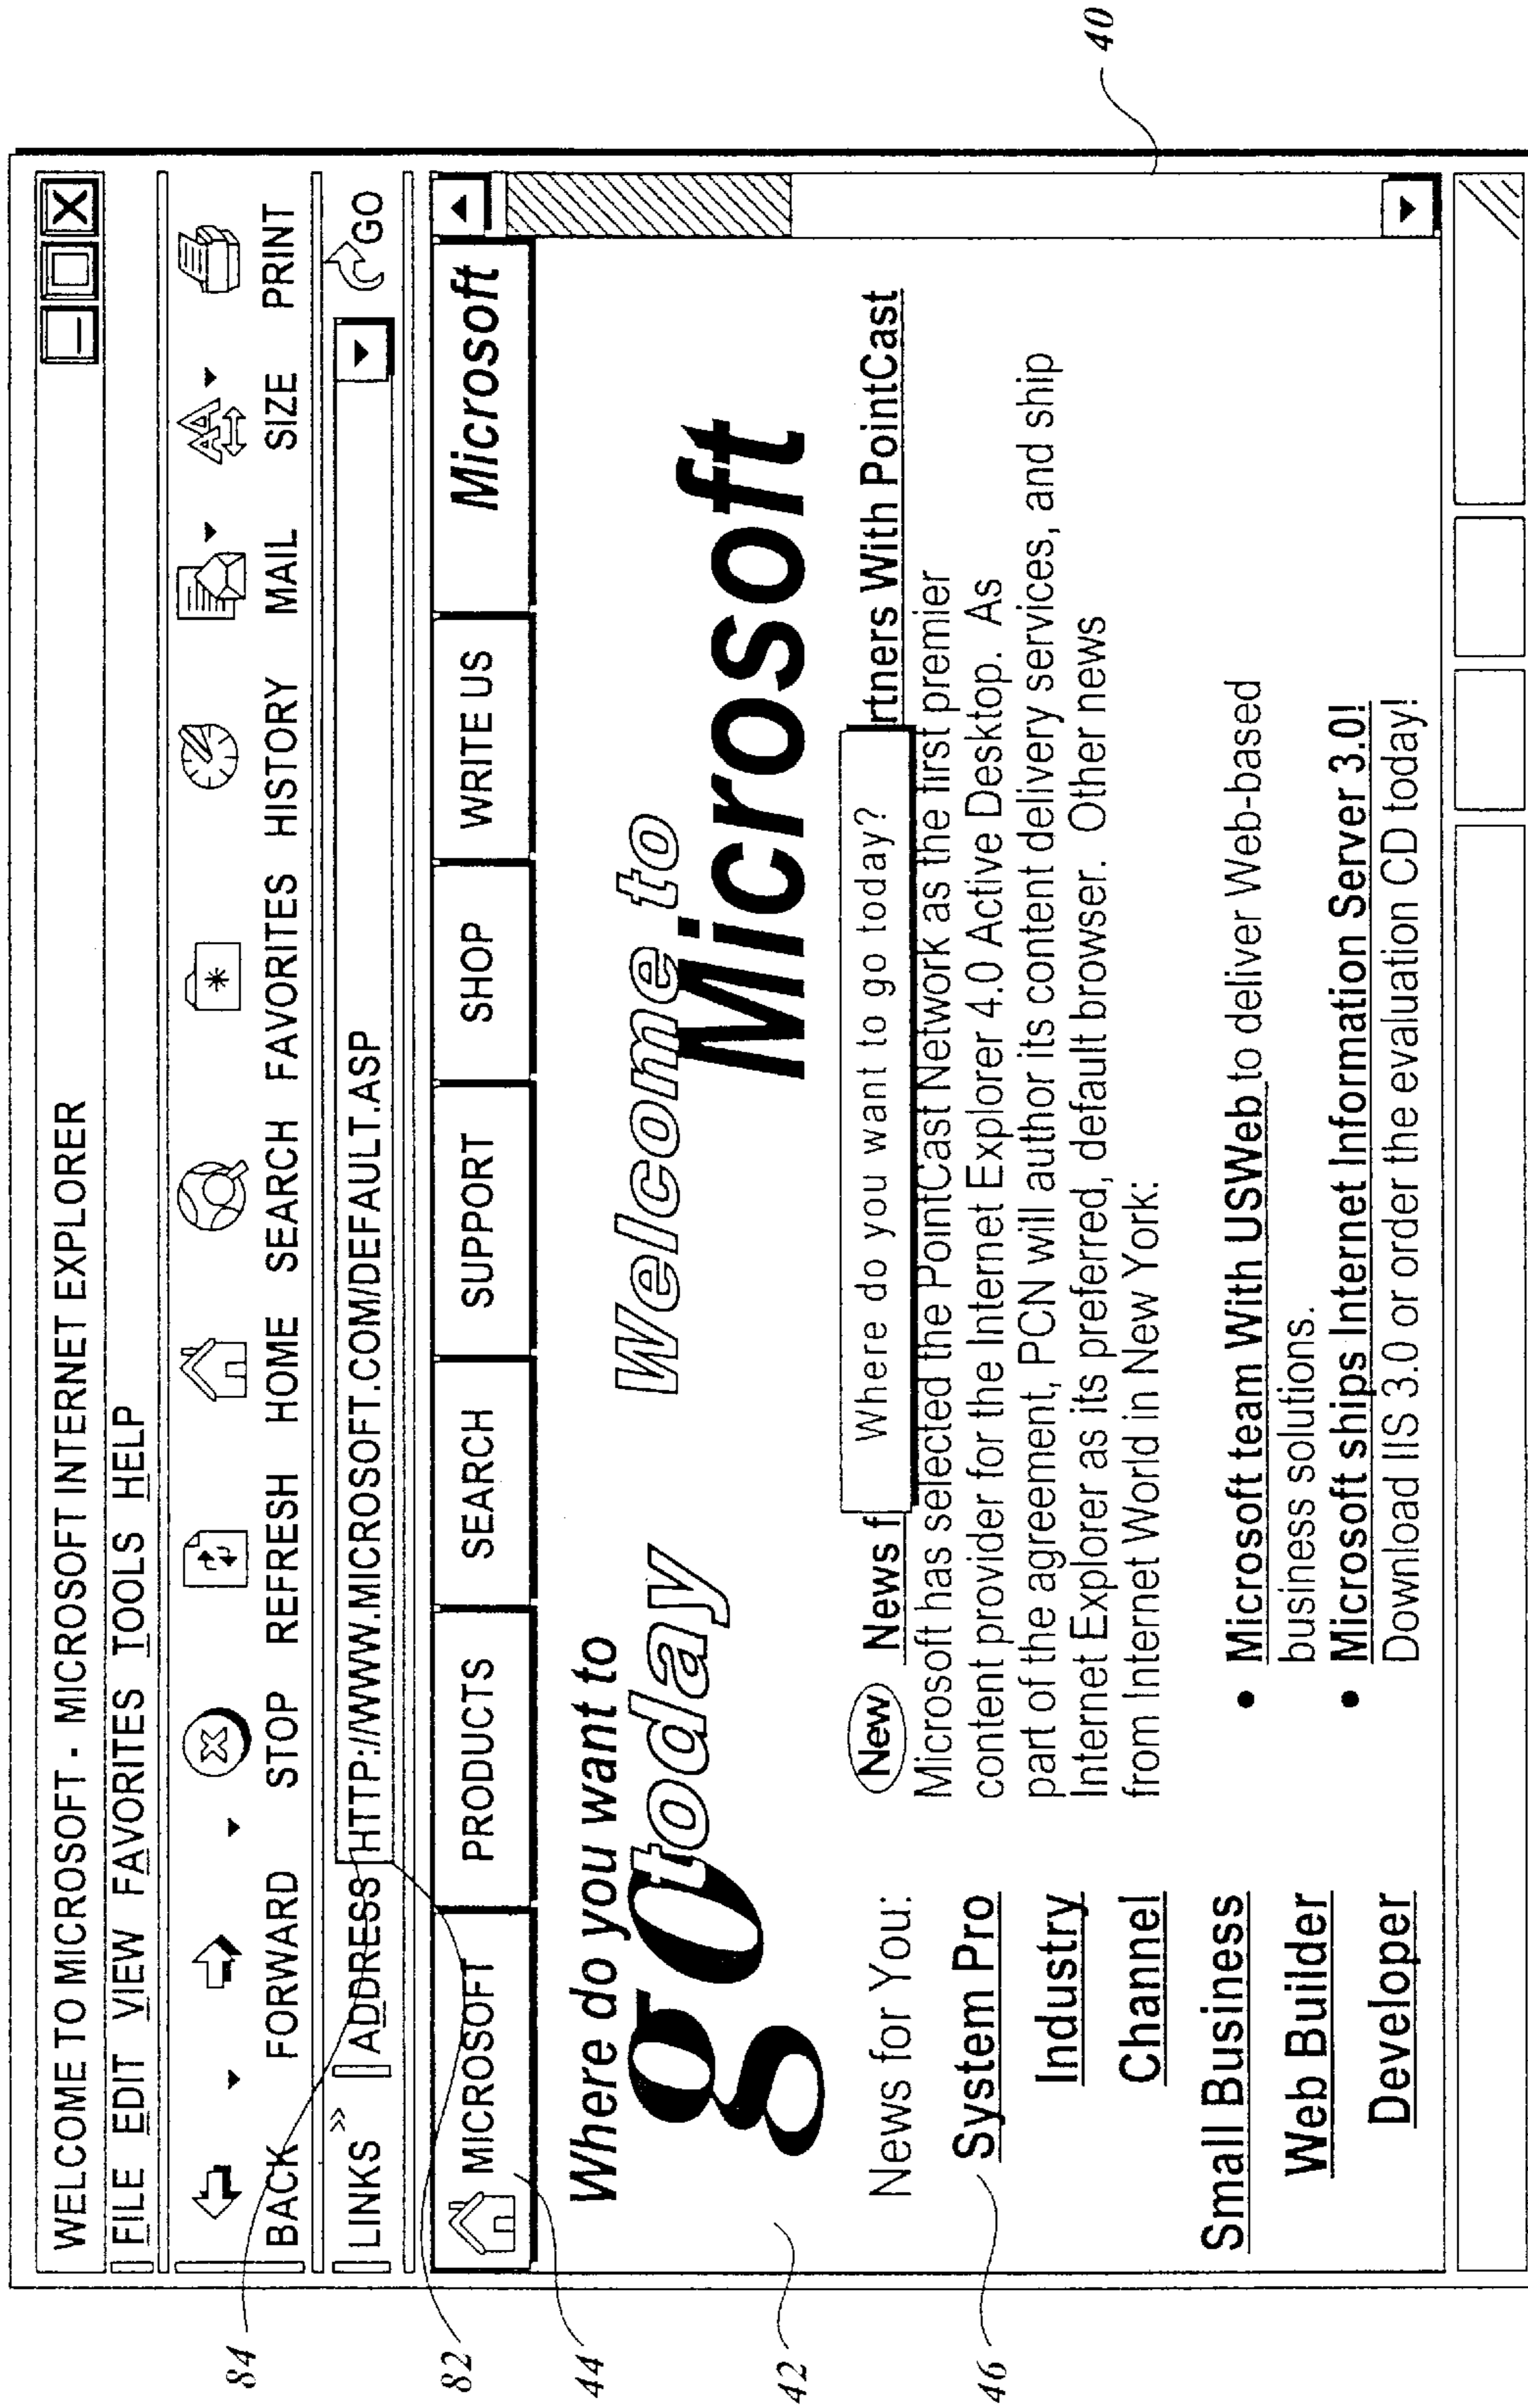 WELCOME TO MICROSOFT - MICROSOFT INTERNET EXPLORER
FILE EDIT VIEW FAVORITES TOOLS HELP
BACK FORWARD STOP REFRESH HOME SEARCH FAVORITES HISTORY MAIL SIZE PRINT
LINKS » ADDRESS HTTP://WWW.MICROSOFT.COM/DEFAULT.ASP GO
MICROSOFT PRODUCTS SEARCH SUPPORT SHOP WRITE US Microsoft
Where do you want to
go today
Welcome to
Microsoft
News for You:
System Pro
Industry
Channel
Small Business
Web Builder
Developer
New News f
Where do you want to go today?
rtners With PointCast
Microsoft has selected the PointCast Network as the first premier
content provider for the Internet Explorer 4.0 Active Desktop. As
part of the agreement, PCN will author its content delivery services, and ship
Internet Explorer as its preferred, default browser. Other news
from Internet World in New York:
• Microsoft team With USWeb to deliver Web-based
business solutions.
• Microsoft ships Internet Information Server 3.0!
Download IIS 3.0 or order the evaluation CD today!
84
82
44
42
46
40